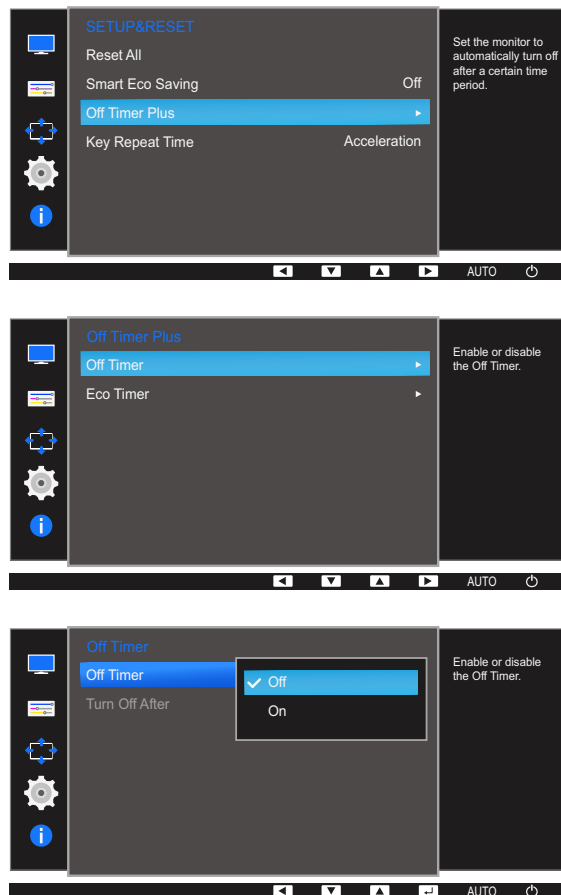 SETUP&RESET
Reset All
Smart Eco Saving Off
Off Timer Plus
Key Repeat Time Acceleration
Set the monitor to
automatically turn off
after a certain time
period.
AUTO
Off Timer Plus
Off Timer
Eco Timer
Enable or disable
the Off Timer.
AUTO
Off Timer
Off Timer
Turn Off After
Off
On
Enable or disable
the Off Timer.
AUTO